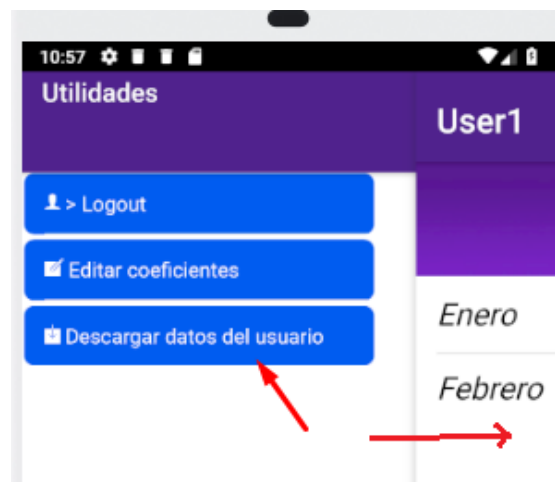 10:57
Utilidades
User1
> Logout
Editar coeficientes
Descargar datos del usuario
Enero
Febrero